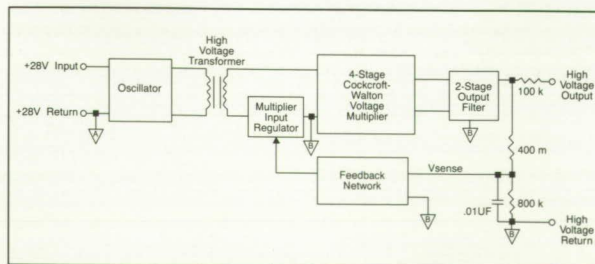 +28V Input
+28V Return
A
Oscillator
High
Voltage
Transformer
Multiplier
Input
Regulator
B
4-Stage
Cockcroft-
Walton
Voltage
Multiplier
2-Stage
Output
Filter
B
100 k
High
Voltage
Output
400 m
Feedback
Network
Vsense
B
.01UF
800 k
B
High
Voltage
Return